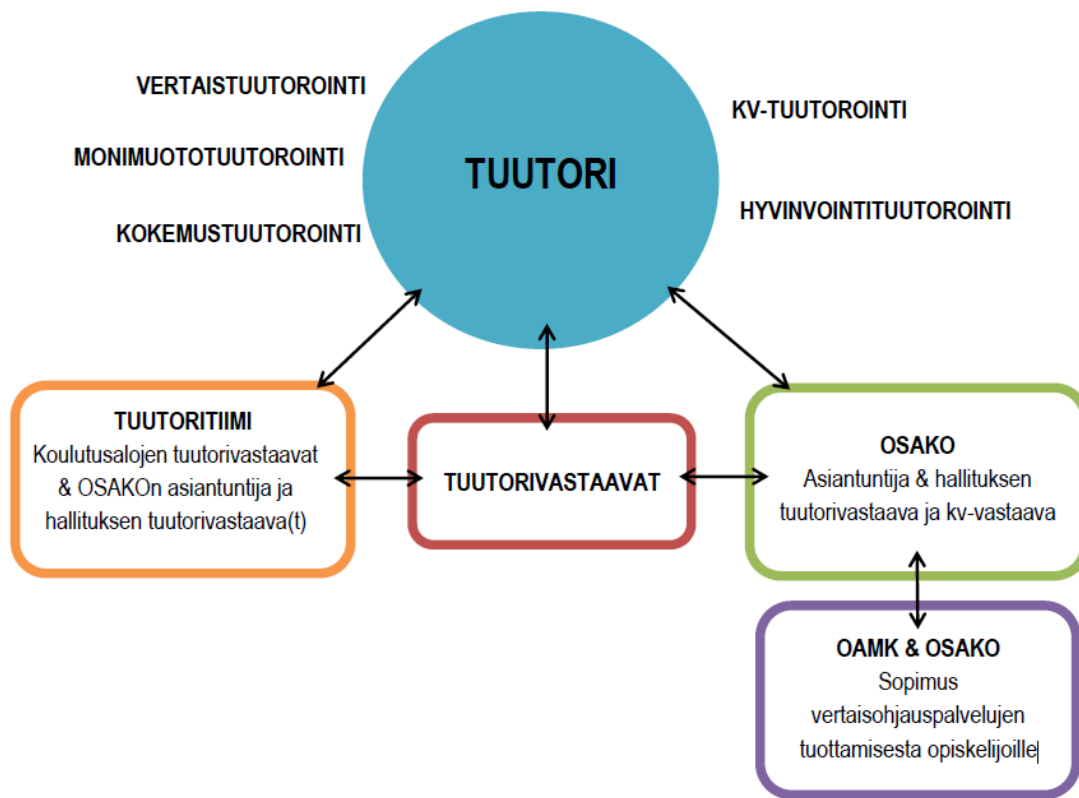 VERTAISTUUTOROINTI
MONIMUOTOTUUTOROINTI
KOKEMUSTUUTOROINTI
TUUTORI
KV-TUUTOROINTI
HYVINVOINTITUUTOROINTI
TUUTORITIIMI
Koulutusalojen tuutorivastaavat
& OSAKOn asiantuntija ja
hallituksen tuutorivastaava(t)
TUUTORIVASTAAVAT
OSAKO
Asiantuntija & hallituksen
tuutorivastaava ja kv-vastaava
OAMK & OSAKO
Sopimus
vertaisohjauspalvelujen
tuottamisesta opiskelijoille